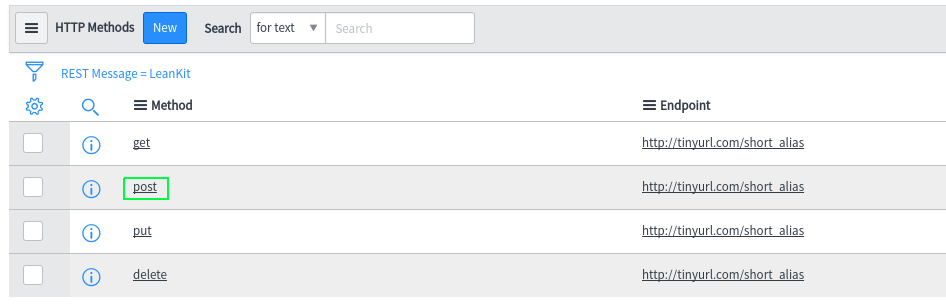 HTTP Methods New Search for text Search
REST Message = LeanKit
Method Endpoint
get http://tinyurl.com/short_alias
post http://tinyurl.com/short_alias
put http://tinyurl.com/short_alias
delete http://tinyurl.com/short_alias